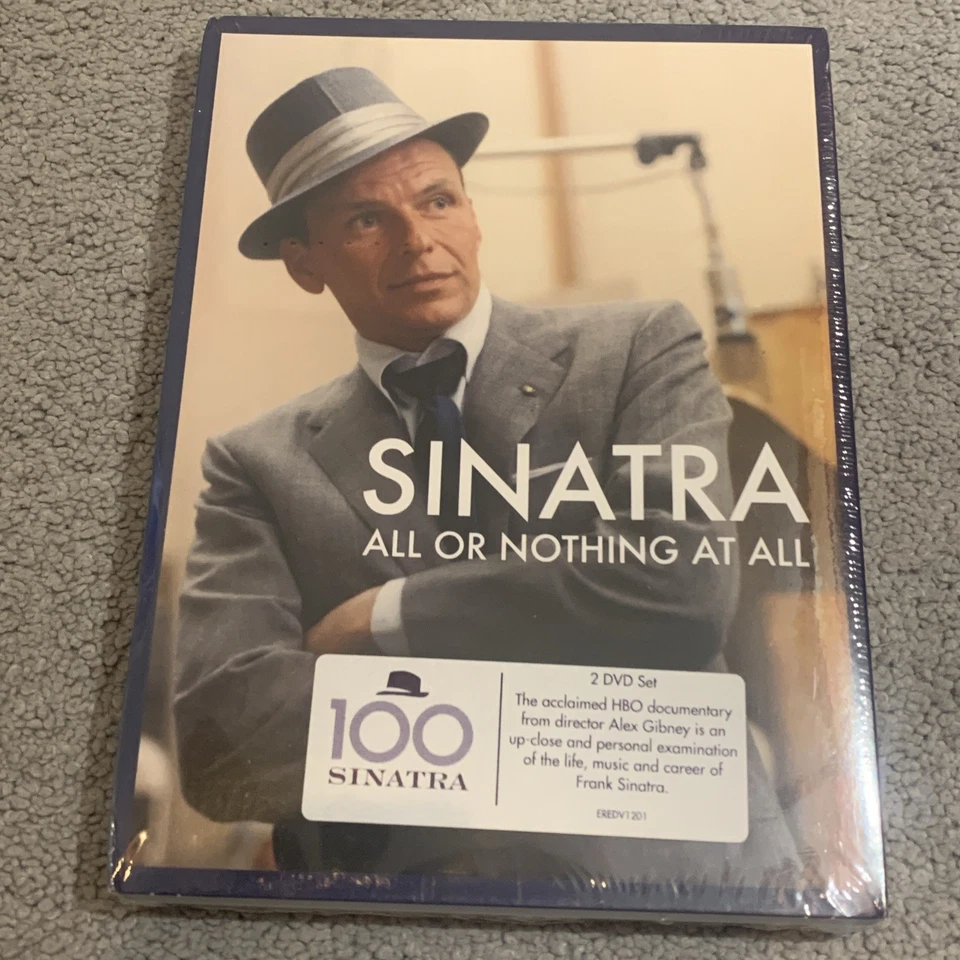 SINATRA
ALL OR NOTHING AT ALL
100
SINATRA
2 DVD Set
The acclaimed HBO documentary
from director Alex Gibney is an
up-close and personal examination
of the life, music and career of
Frank Sinatra.
EREDV1201